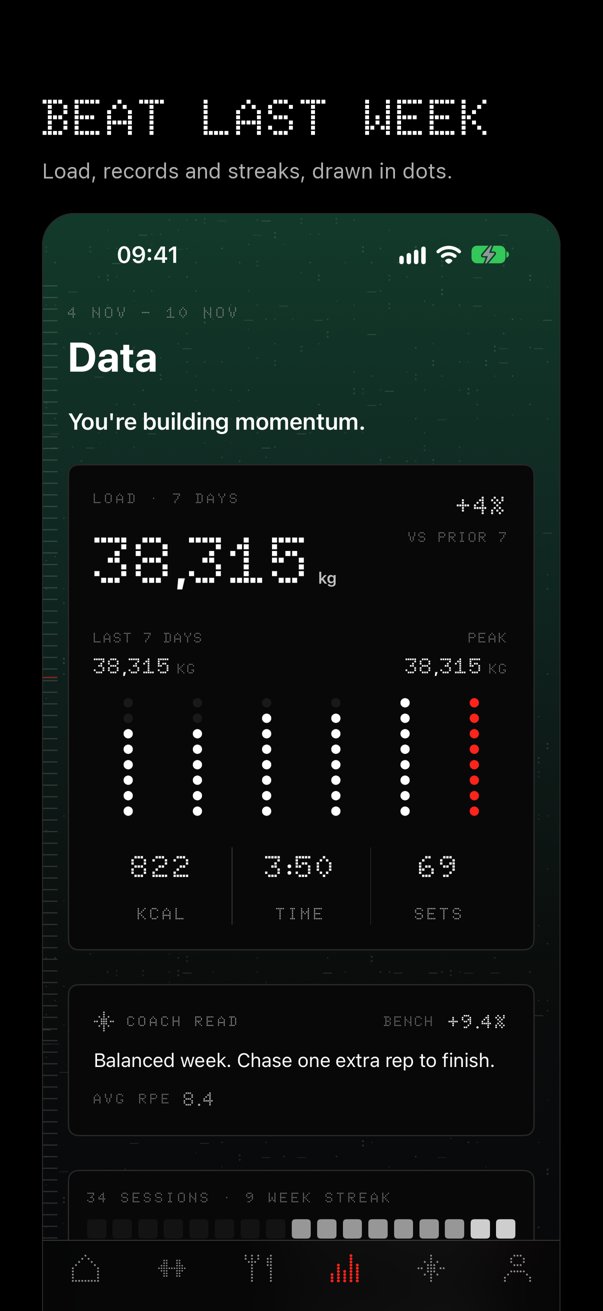 BEAT LAST WEEK
Load, records and streaks, drawn in dots.
09:41
4 NOV – 10 NOV
Data
You're building momentum.
LOAD · 7 DAYS
+4%
VS PRIOR 7
38,315 kg
LAST 7 DAYS PEAK
38,315 KG 38,315 KG
822 3:50 69
KCAL TIME SETS
COACH READ BENCH +9.4%
Balanced week. Chase one extra rep to finish.
AVG RPE 8.4
34 SESSIONS · 9 WEEK STREAK